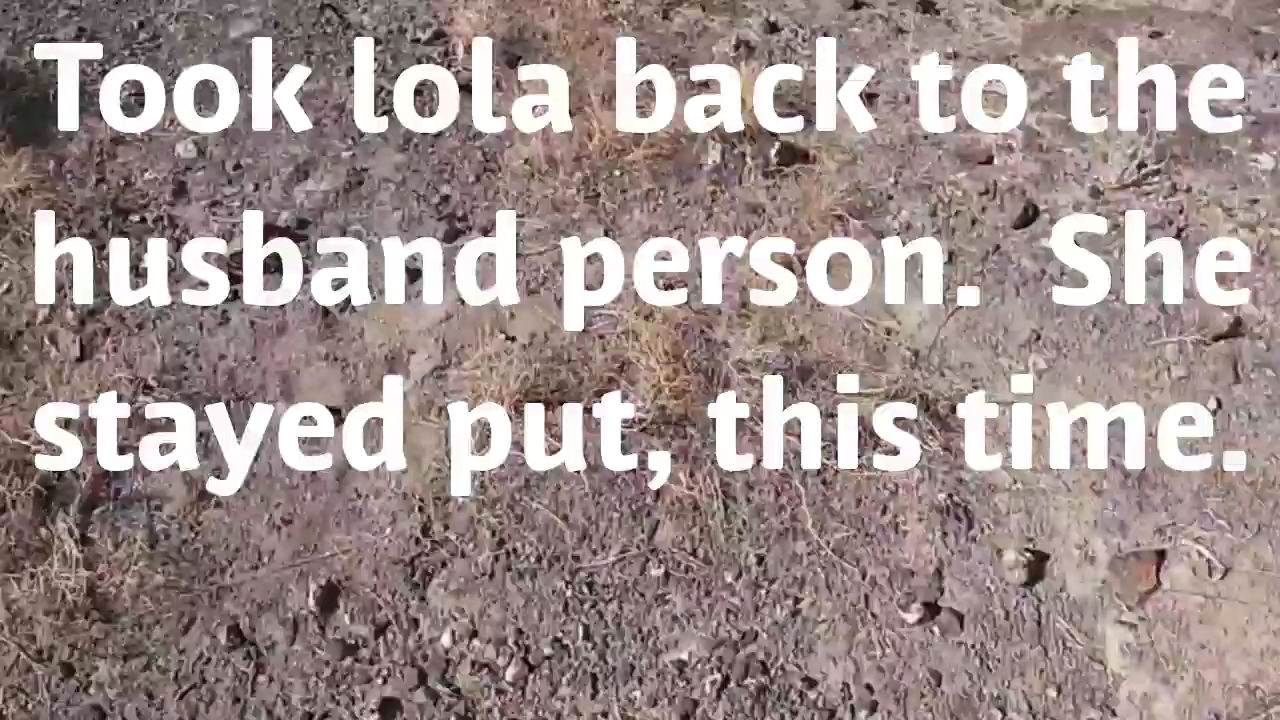 Took lola back to the
husband person.  She
stayed put, this time.